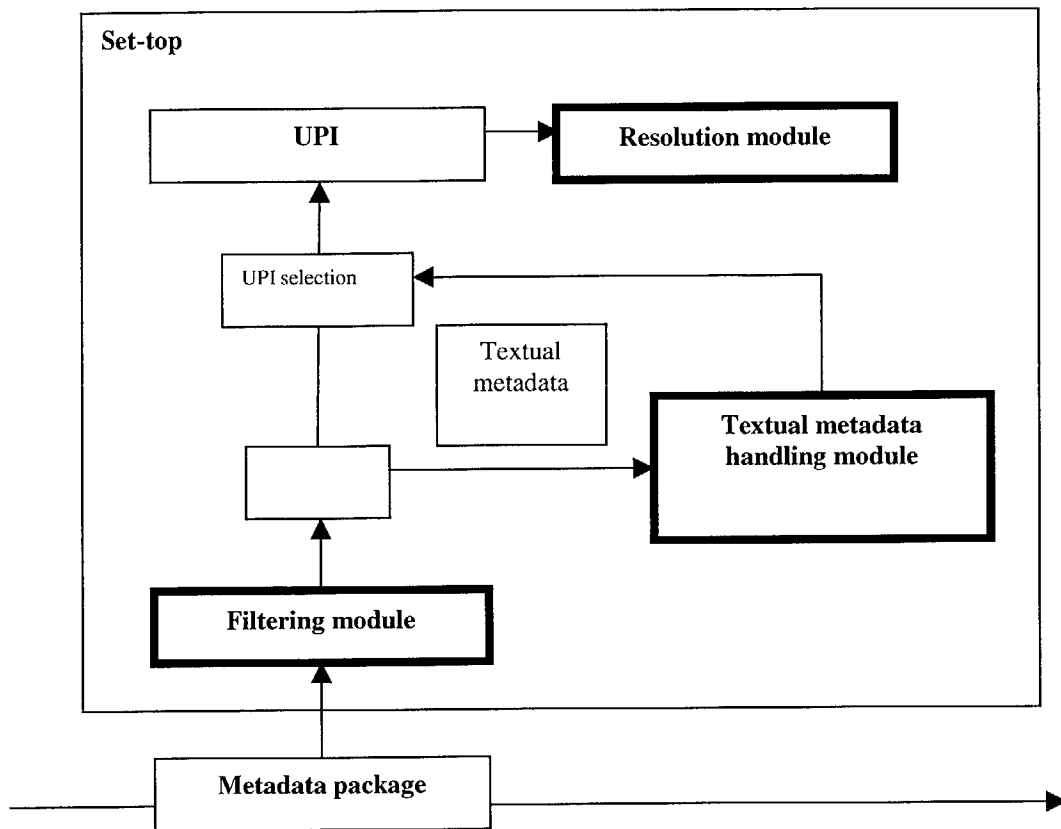 Set-top
UPI
Resolution module
UPI selection
Textual
metadata
Textual metadata
handling module
Filtering module
Metadata package